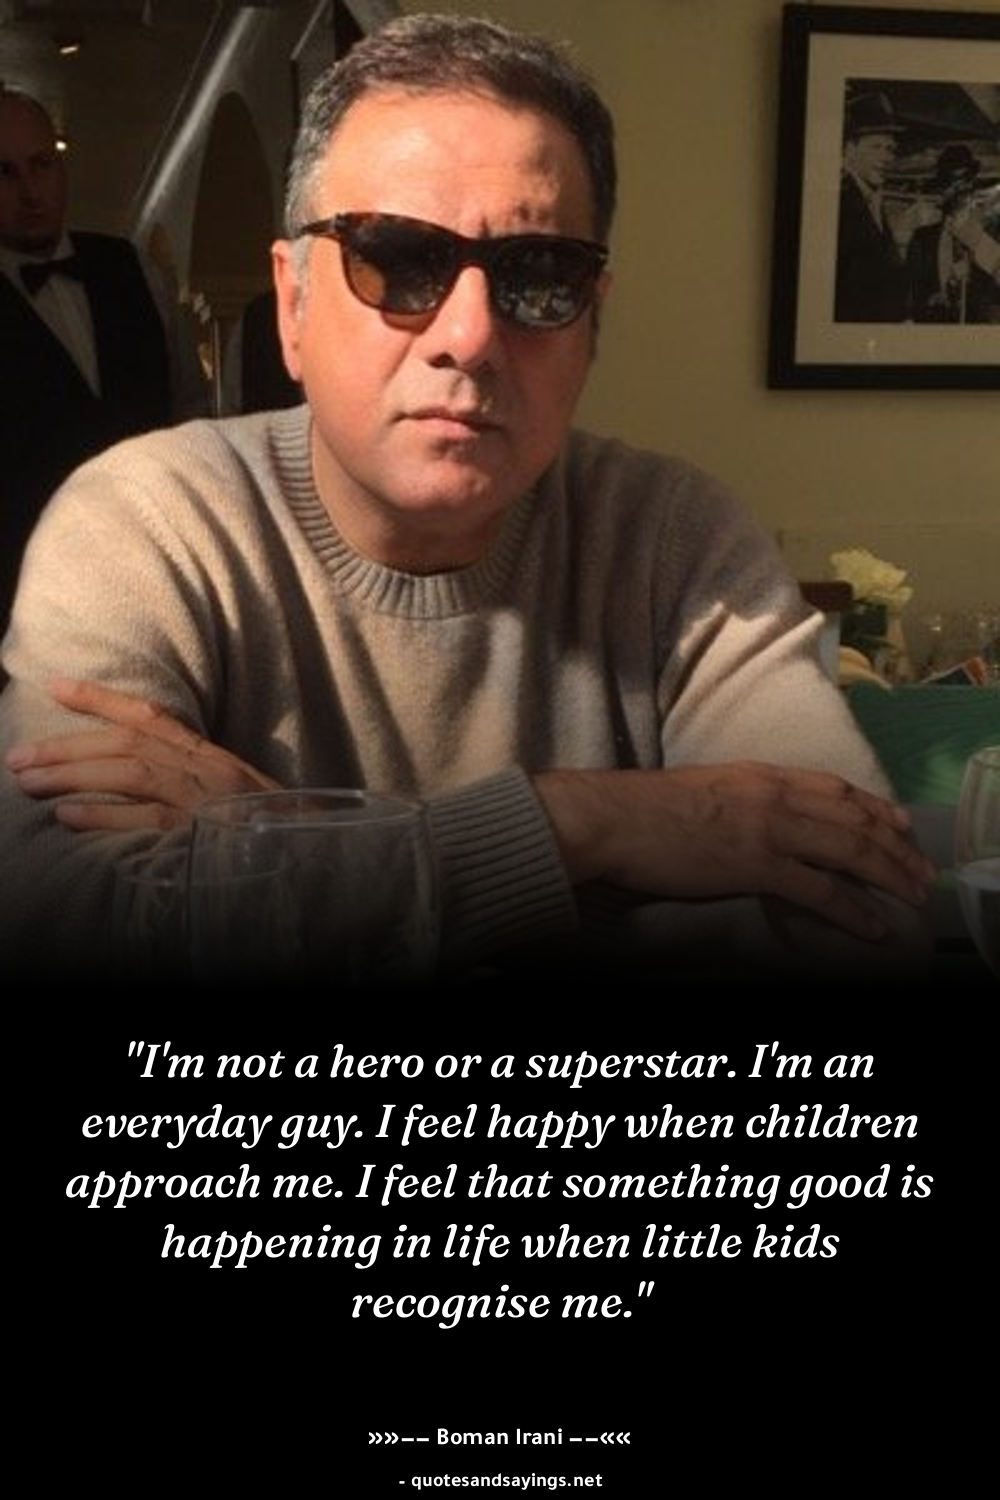 "I'm not a hero or a superstar. I'm an
everyday guy. I feel happy when children
approach me. I feel that something good is
happening in life when little kids
recognise me."
»»–– Boman Irani ––««
- quotesandsayings.net